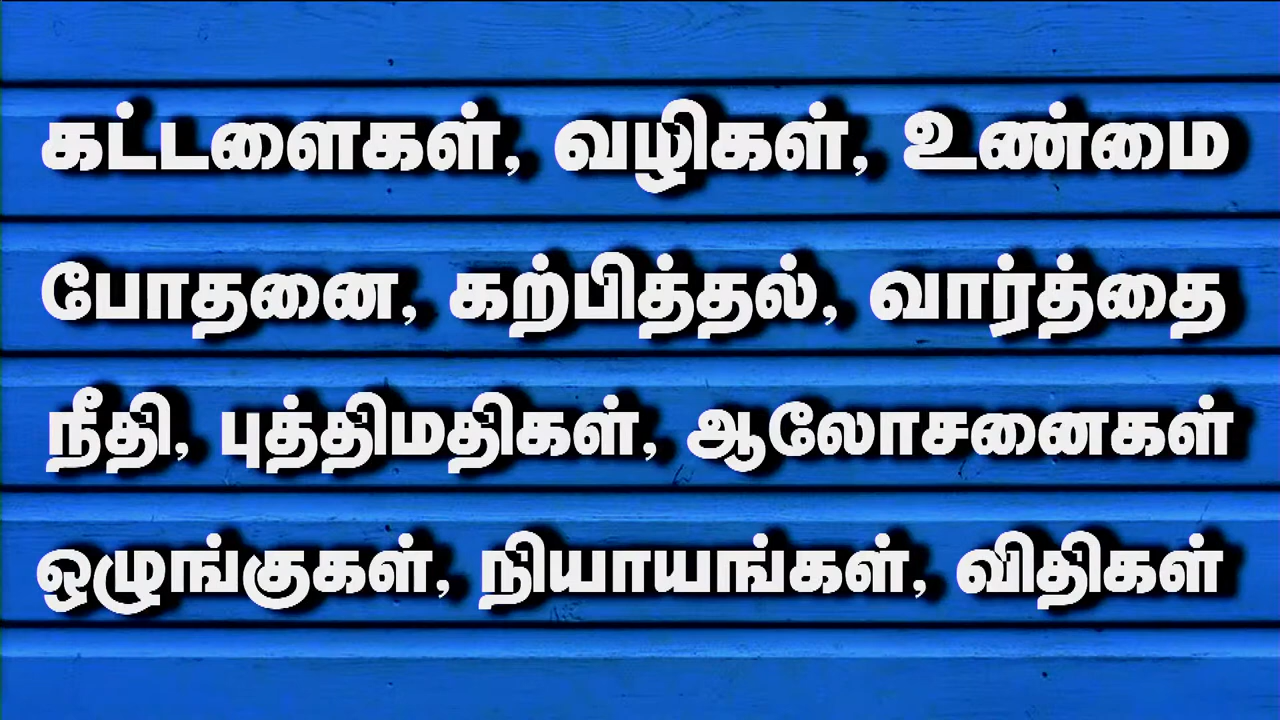 கட்டளைகள், வழிகள், உண்மை
போதனை, கற்பித்தல், வார்த்தை
நீதி, புத்திமதிகள், ஆலோசனைகள்
ஒழுங்குகள், நியாயங்கள், விதிகள்